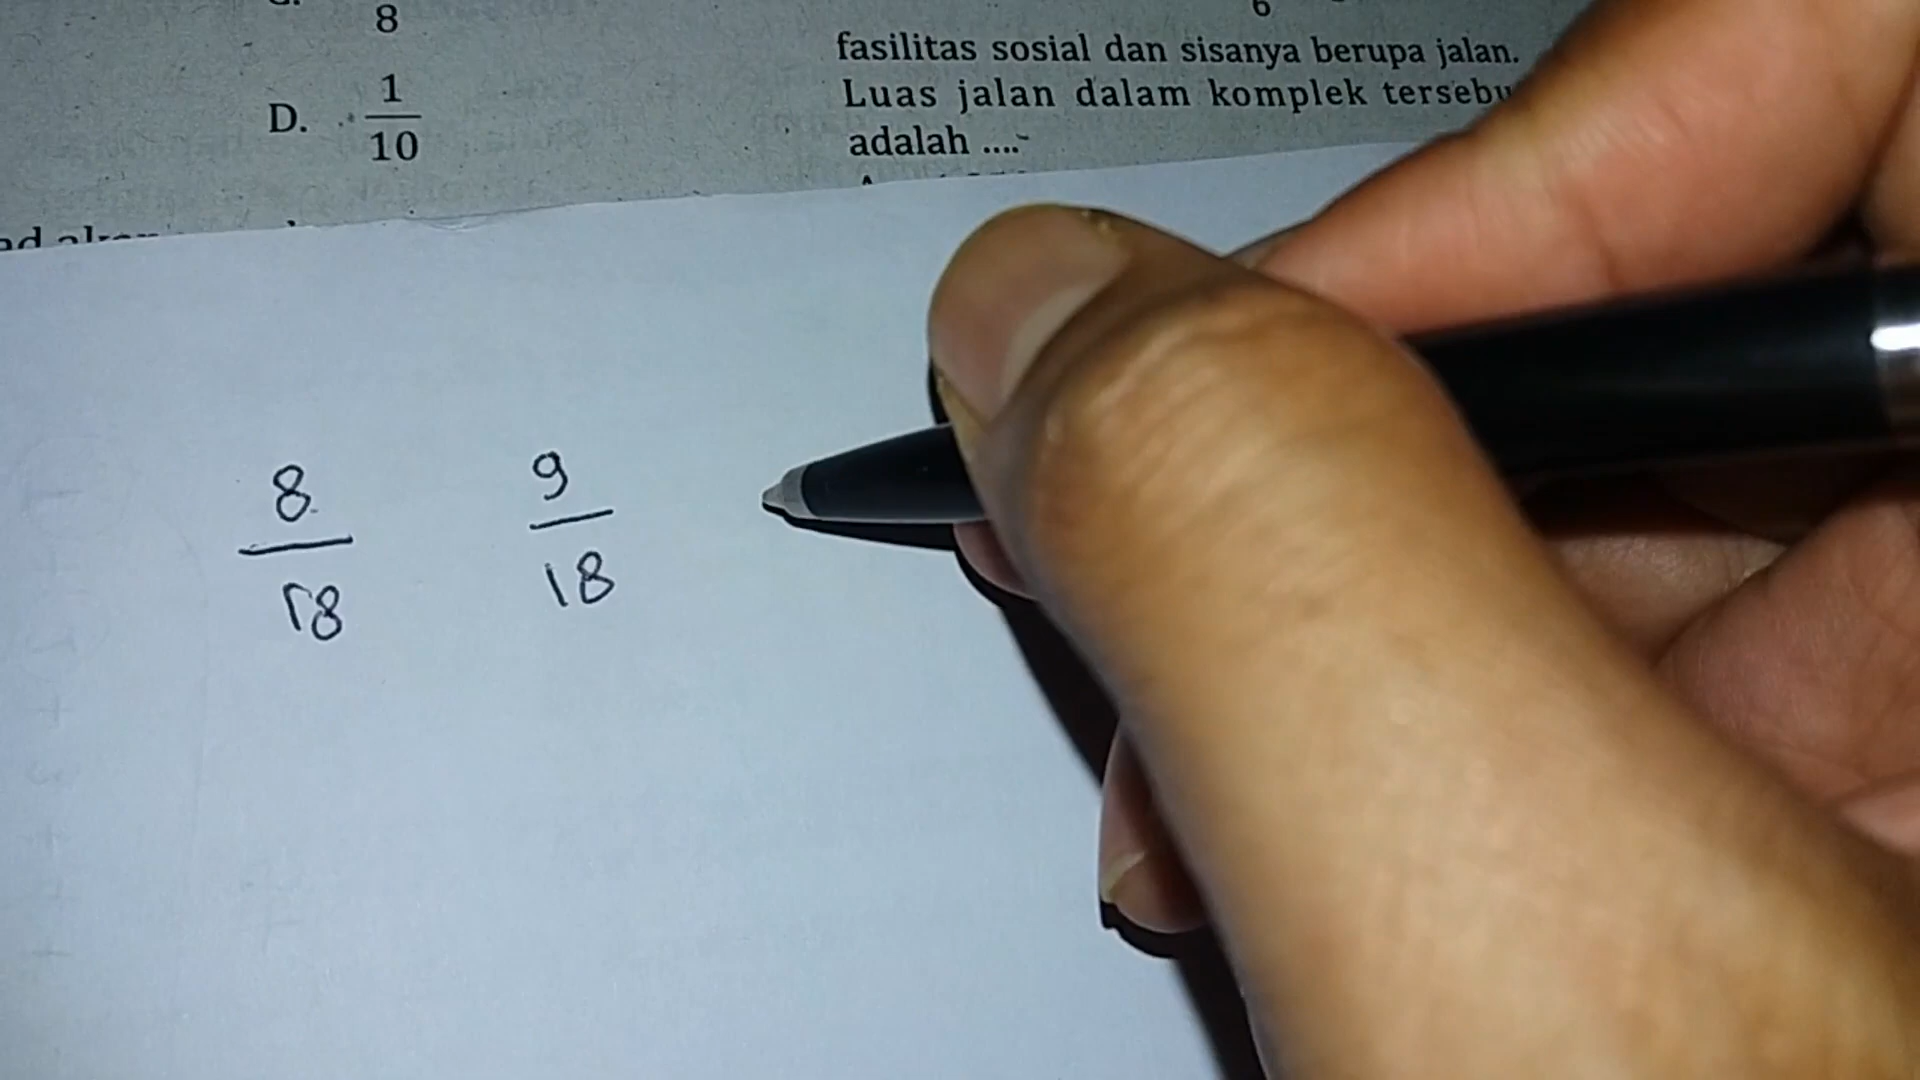 8
D. 1
10
6
fasilitas sosial dan sisanya berupa jalan.
Luas jalan dalam komplek tersebu
adalah ....
8
18
9
18